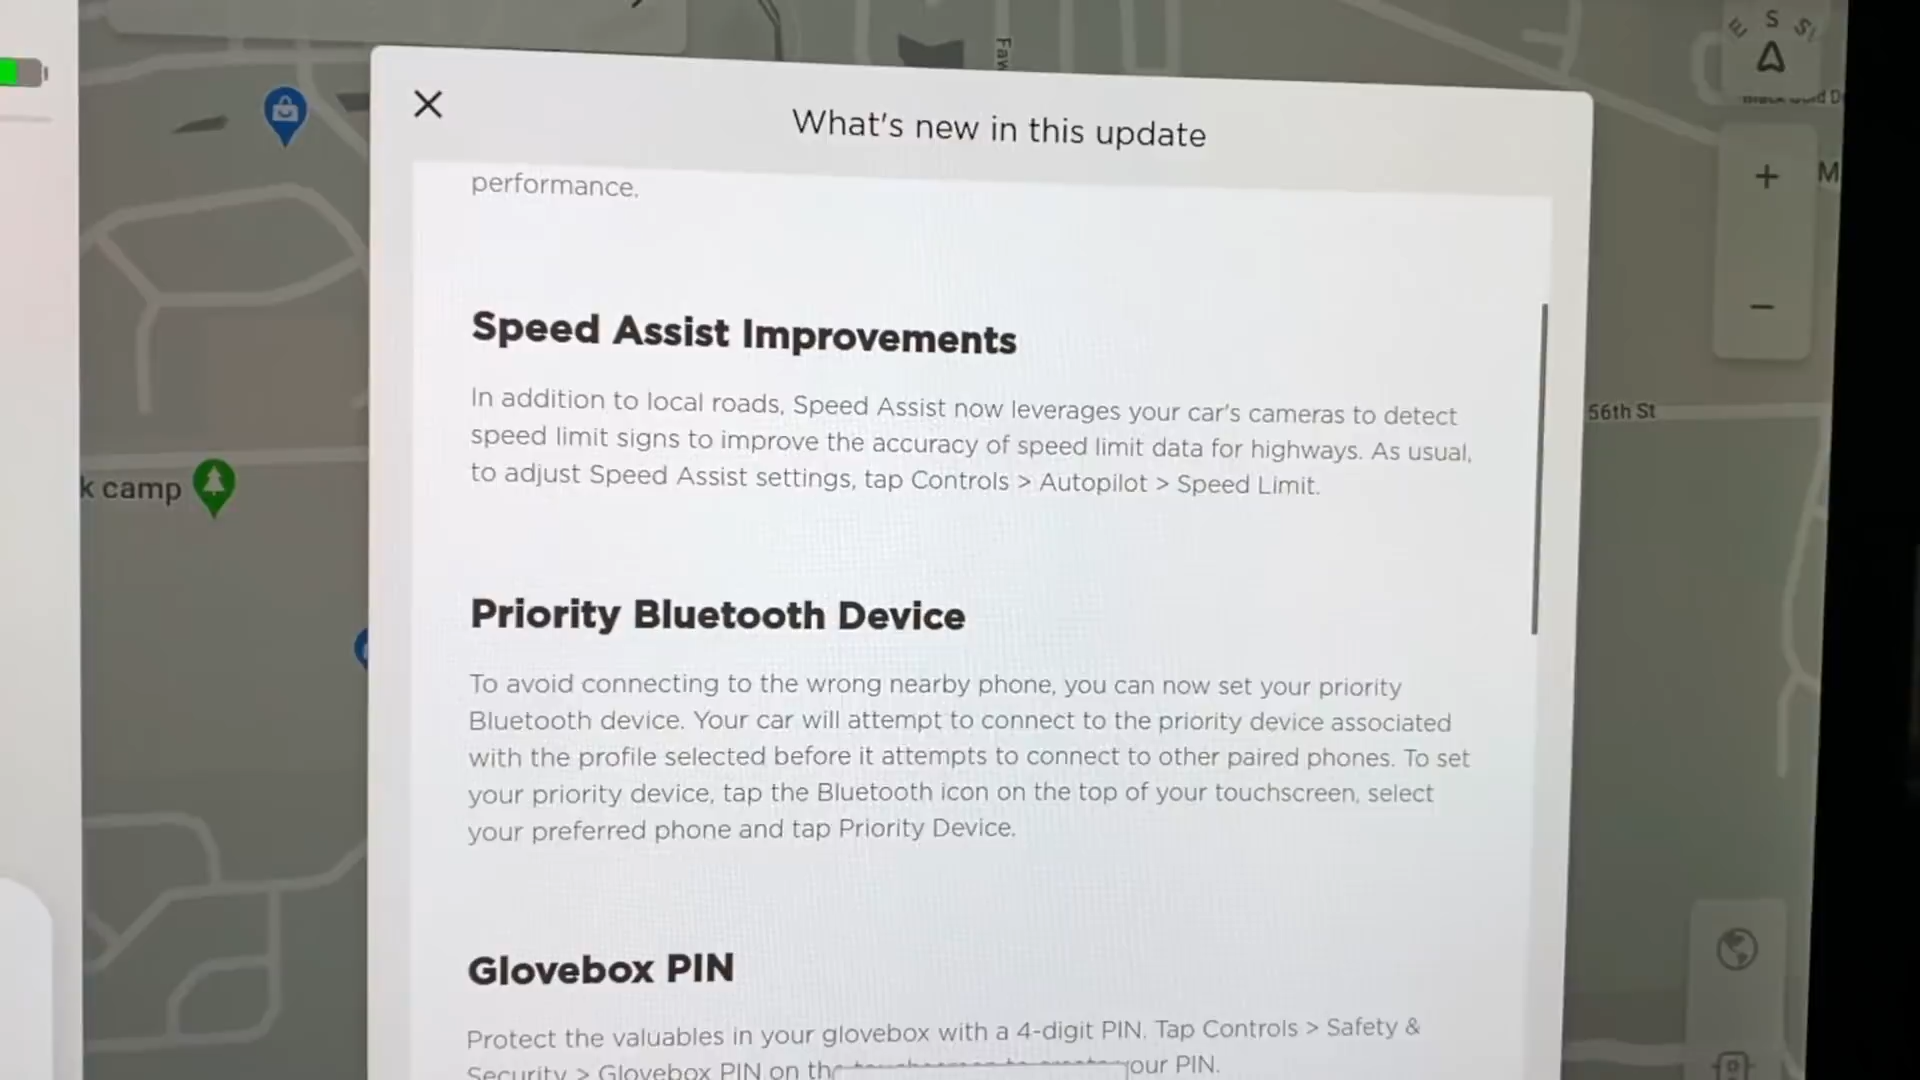 E S
Faw
What's new in this update
performance.
M
Speed Assist Improvements
In addition to local roads, Speed Assist now leverages your car's cameras to detect
speed limit signs to improve the accuracy of speed limit data for highways. As usual,
to adjust Speed Assist settings, tap Controls > Autopilot > Speed Limit.
56th St
k camp
Priority Bluetooth Device
To avoid connecting to the wrong nearby phone, you can now set your priority
Bluetooth device. Your car will attempt to connect to the priority device associated
with the profile selected before it attempts to connect to other paired phones. To set
your priority device, tap the Bluetooth icon on the top of your touchscreen, select
your preferred phone and tap Priority Device.
Glovebox PIN
Protect the valuables in your glovebox with a 4-digit PIN. Tap Controls > Safety &
Security > Glovebox PIN on the your PIN.